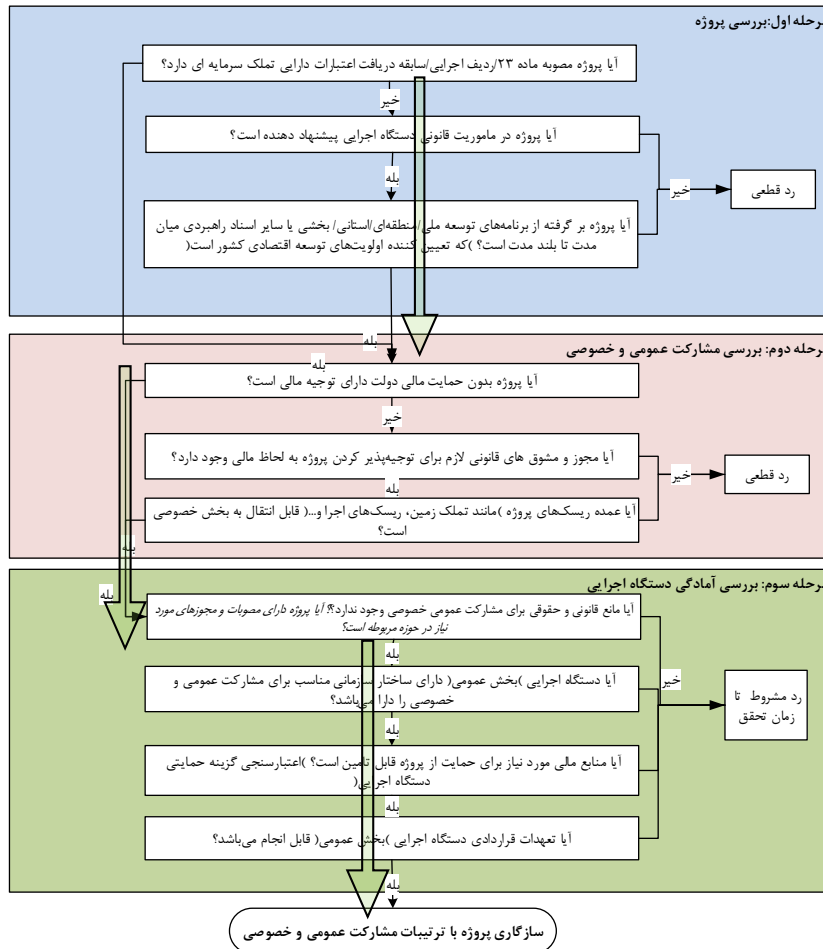 مرحله اول:بررسی پروژه
آیا پروژه مصوبه ماده ۲۳/ردیف اجرایی/سابقه دریافت اعتبارات دارایی تملک سرمایه ای دارد؟
خیر
آیا پروژه در ماموریت قانونی دستگاه اجرایی پیشنهاد دهنده است؟
بله
خیر
رد قطعی
آیا پروژه بر گرفته از برنامه‌های توسعه ملی/منطقه‌ای/استانی/ بخشی یا سایر اسناد راهبردی میان
مدت تا بلند مدت است؟ )که تعیین کننده اولویت‌های توسعه اقتصادی کشور است(
بله
بله
مرحله دوم: بررسی مشارکت عمومی و خصوصی
بله
آیا پروژه بدون حمایت مالی دولت دارای توجیه مالی است؟
خیر
آیا مجوز و مشوق های قانونی لازم برای توجیه‌پذیر کردن پروژه به لحاظ مالی وجود دارد؟
خیر
رد قطعی
بله
آیا عمده ریسک‌های پروژه )مانند تملک زمین، ریسک‌های اجرا و...( قابل انتقال به بخش خصوصی
است؟
بله
مرحله سوم: بررسی آمادگی دستگاه اجرایی
بله
آیا مانع قانونی و حقوقی برای مشارکت عمومی خصوصی وجود ندارد؟؟ آیا پروژه دارای مصوبات و مجوزهای مورد
نیاز در حوزه مربوطه است؟
بله
خیر
آیا دستگاه اجرایی )بخش عمومی( دارای ساختار سازمانی مناسب برای مشارکت عمومی و
خصوصی را دارا می‌باشد؟
رد مشروط تا
زمان تحقق
بله
آیا منابع مالی مورد نیاز برای حمایت از پروژه قابل تامین است؟ )اعتبارسنجی گزینه حمایتی
دستگاه اجرایی(
بله
آیا تعهدات قراردادی دستگاه اجرایی )بخش عمومی( قابل انجام می‌باشد؟
بله
سازگاری پروژه با ترتیبات مشارکت عمومی و خصوصی